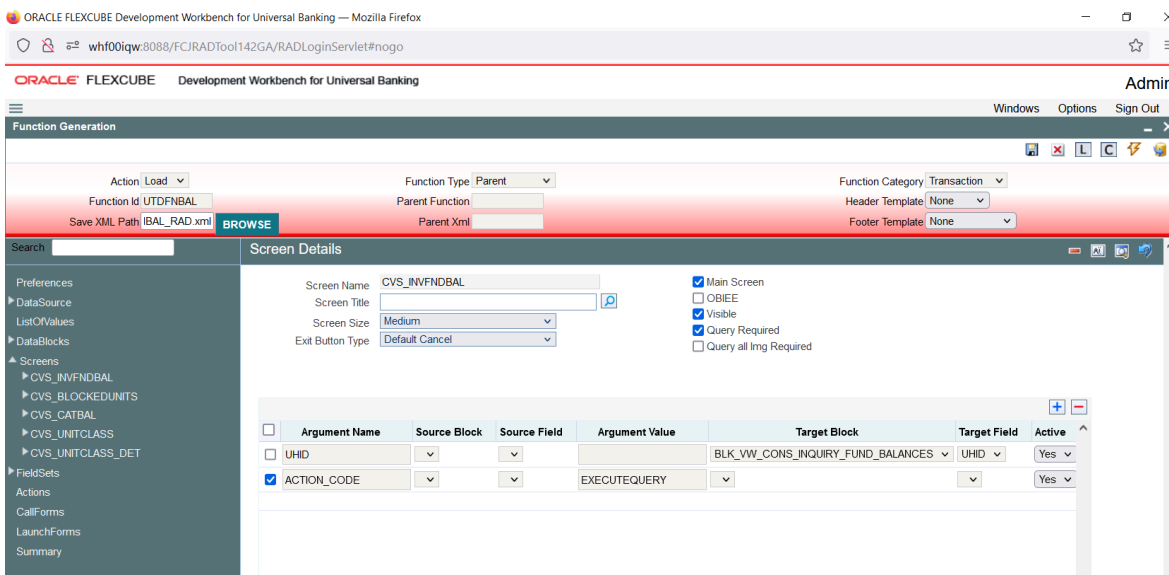 ORACLE FLEXCUBE Development Workbench for Universal Banking — Mozilla Firefox
whf00iqw:8088/FCJRADTool142GA/RADLoginServlet#nogo
ORACLE FLEXCUBE Development Workbench for Universal Banking Admin
Windows Options Sign Out
Function Generation
L C
Action Load Function Type Parent Function Category Transaction
Function Id UTDFNBAL Parent Function Header Template None
Save XML Path IBAL_RAD.xml BROWSE Parent Xml Footer Template None
Search Screen Details
Preferences
DataSource
ListOfValues
DataBlocks
Screens
CVS_INVFNDBAL
CVS_BLOCKEDUNITS
CVS_CATBAL
CVS_UNITCLASS
CVS_UNITCLASS_DET
FieldSets
Actions
CallForms
LaunchForms
Summary
Screen Name CVS_INVFNDBAL Main Screen
Screen Title OBIEE
Screen Size Medium Visible
Exit Button Type Default Cancel Query Required
Query all Img Required
Argument Name Source Block Source Field Argument Value Target Block Target Field Active
UHID BLK_VW_CONS_INQUIRY_FUND_BALANCES UHID Yes
ACTION_CODE EXECUTEQUERY Yes